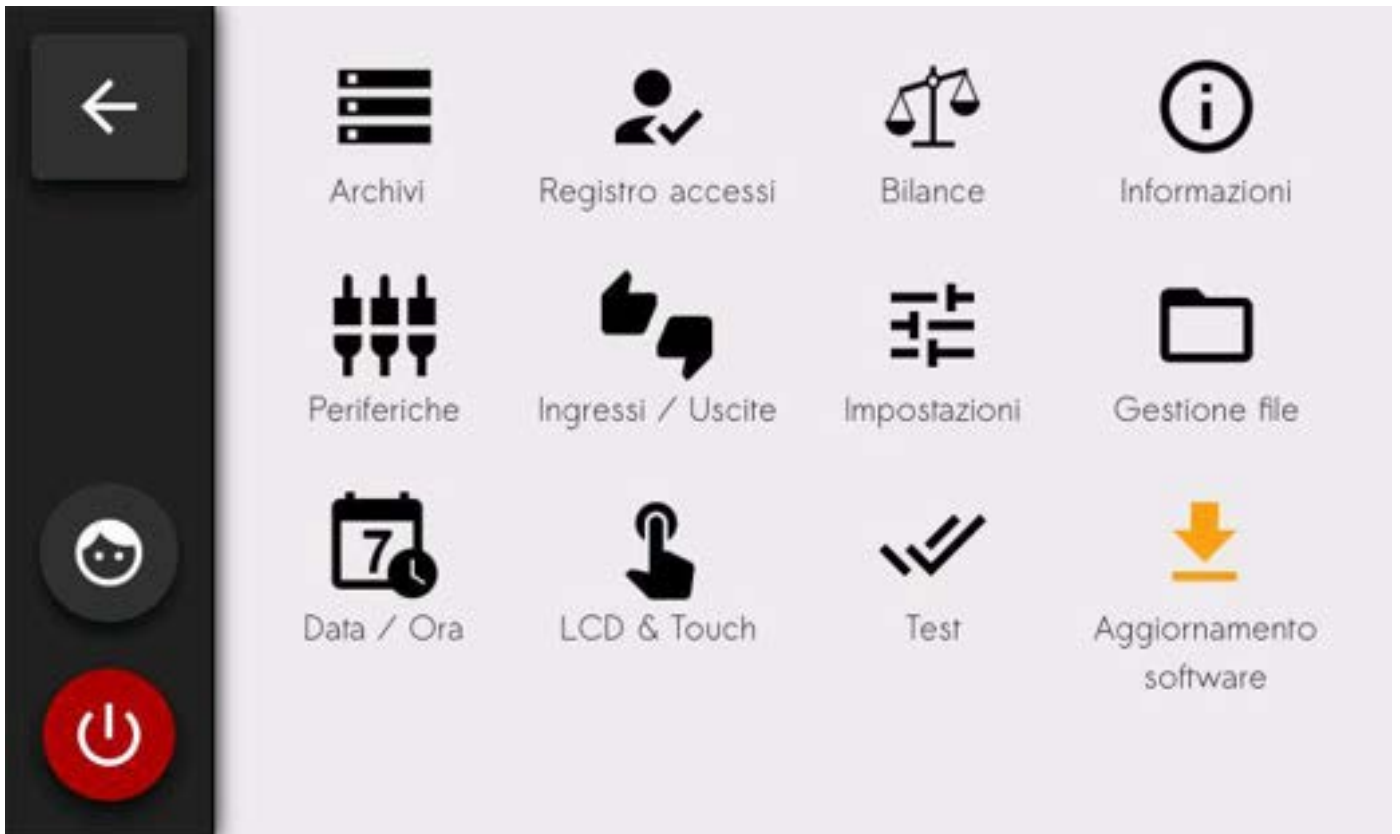 Archivi
Registro accessi
Bilance
Informazioni
Periferiche
Ingressi / Uscite
Impostazioni
Gestione file
7
Data / Ora
LCD & Touch
Test
Aggiornamento
software